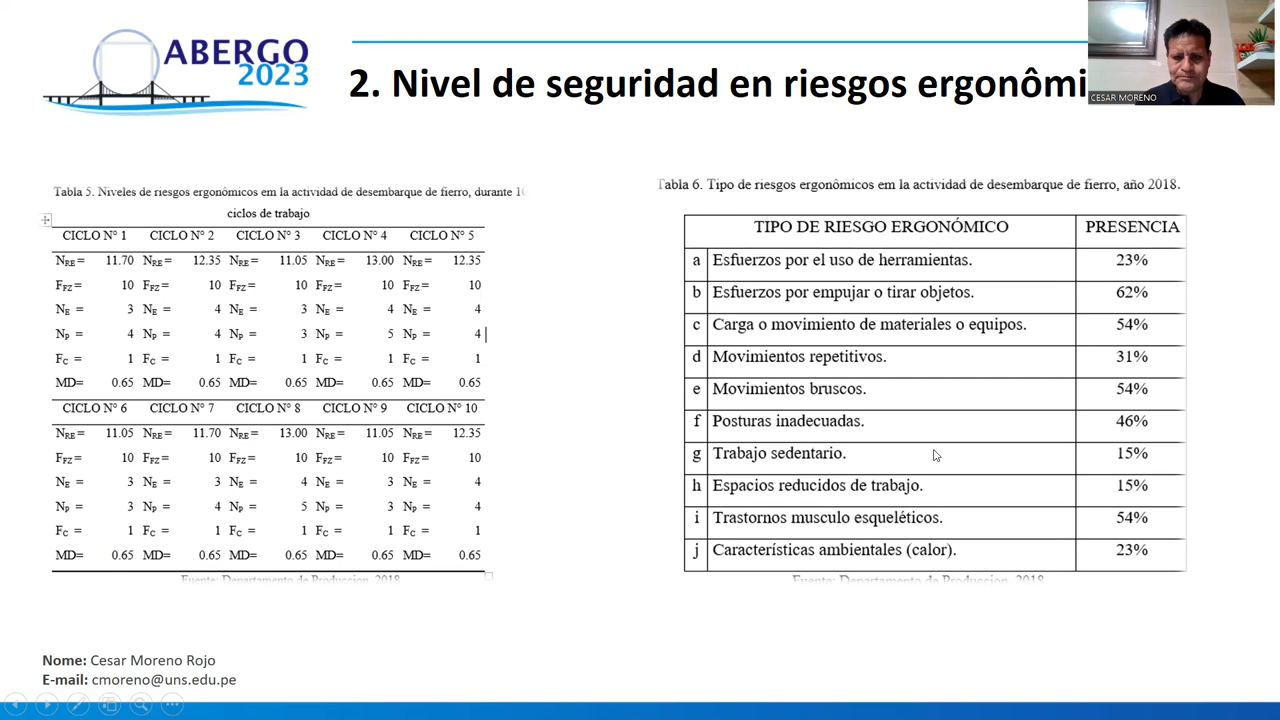 ABERGO
2023
2. Nivel de seguridad en riesgos ergonômi
CESAR MORENO
Tabla 5. Niveles de riesgos ergonômicos em la actividad de desembarque de fierro, durante 10
ciclos de trabajo
CICLO N° 1 CICLO N° 2 CICLO N° 3 CICLO N° 4 CICLO N° 5
NRE= 11.70 NRE= 12.35 NRE= 11.05 NRE= 13.00 NRE= 12.35
FFZ= 10 FFZ= 10 FFZ= 10 FFZ= 10 FFZ= 10
NE = 3 NE = 4 NE = 3 NE = 4 NE = 4
NP = 4 NP = 4 NP = 3 NP = 5 NP = 4
FC = 1 FC = 1 FC = 1 FC = 1 FC = 1
MD= 0.65 MD= 0.65 MD= 0.65 MD= 0.65 MD= 0.65
CICLO N° 6 CICLO N° 7 CICLO N° 8 CICLO N° 9 CICLO N° 10
NRE= 11.05 NRE= 11.70 NRE= 13.00 NRE= 11.05 NRE= 12.35
FFZ= 10 FFZ= 10 FFZ= 10 FFZ= 10 FFZ= 10
NE = 3 NE = 3 NE = 4 NE = 3 NE = 4
NP = 3 NP = 4 NP = 5 NP = 3 NP = 4
FC = 1 FC = 1 FC = 1 FC = 1 FC = 1
MD= 0.65 MD= 0.65 MD= 0.65 MD= 0.65 MD= 0.65
Fuente: Departamento de Produccion, 2018
Tabla 6. Tipo de riesgos ergonômicos em la actividad de desembarque de fierro, año 2018.
TIPO DE RIESGO ERGONÓMICO PRESENCIA
a Esfuerzos por el uso de herramientas. 23%
b Esfuerzos por empujar o tirar objetos. 62%
c Carga o movimiento de materiales o equipos. 54%
d Movimientos repetitivos. 31%
e Movimientos bruscos. 54%
f Posturas inadecuadas. 46%
g Trabajo sedentario. 15%
h Espacios reducidos de trabajo. 15%
i Trastornos musculo esqueléticos. 54%
j Características ambientales (calor). 23%
Fuente: Departamento de Produccion, 2018
Nome: Cesar Moreno Rojo
E-mail: cmoreno@uns.edu.pe